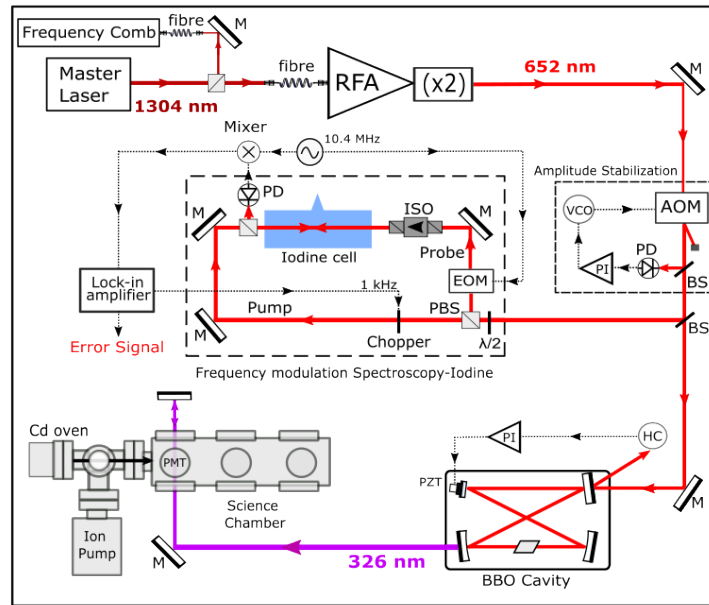 Frequency Comb
fibre
M
Master
Laser
1304 nm
fibre
RFA
(x2)
652 nm
M
Mixer
10.4 MHz
Amplitude Stabilization
VCO
AOM
PI
PD
BS
BS
PD
M
Iodine cell
ISO
M
Probe
EOM
Lock-in
amplifier
1 kHz
PBS
Pump
Chopper
λ/2
M
Error Signal
Frequency modulation Spectroscopy-Iodine
Cd oven
PMT
Science
Chamber
Ion
Pump
M
326 nm
PI
HC
PZT
M
BBO Cavity